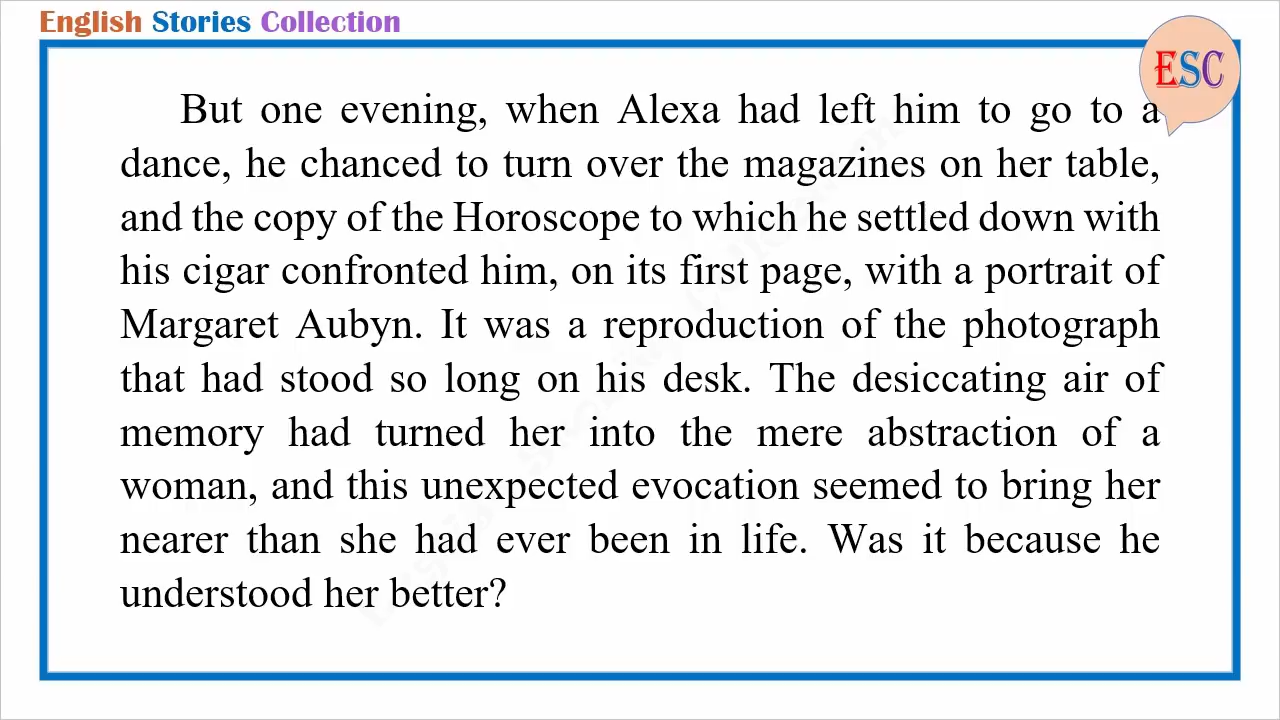 English Stories Collection
ESC
But one evening, when Alexa had left him to go to a
dance, he chanced to turn over the magazines on her table,
and the copy of the Horoscope to which he settled down with
his cigar confronted him, on its first page, with a portrait of
Margaret Aubyn. It was a reproduction of the photograph
that had stood so long on his desk. The desiccating air of
memory had turned her into the mere abstraction of a
woman, and this unexpected evocation seemed to bring her
nearer than she had ever been in life. Was it because he
understood her better?